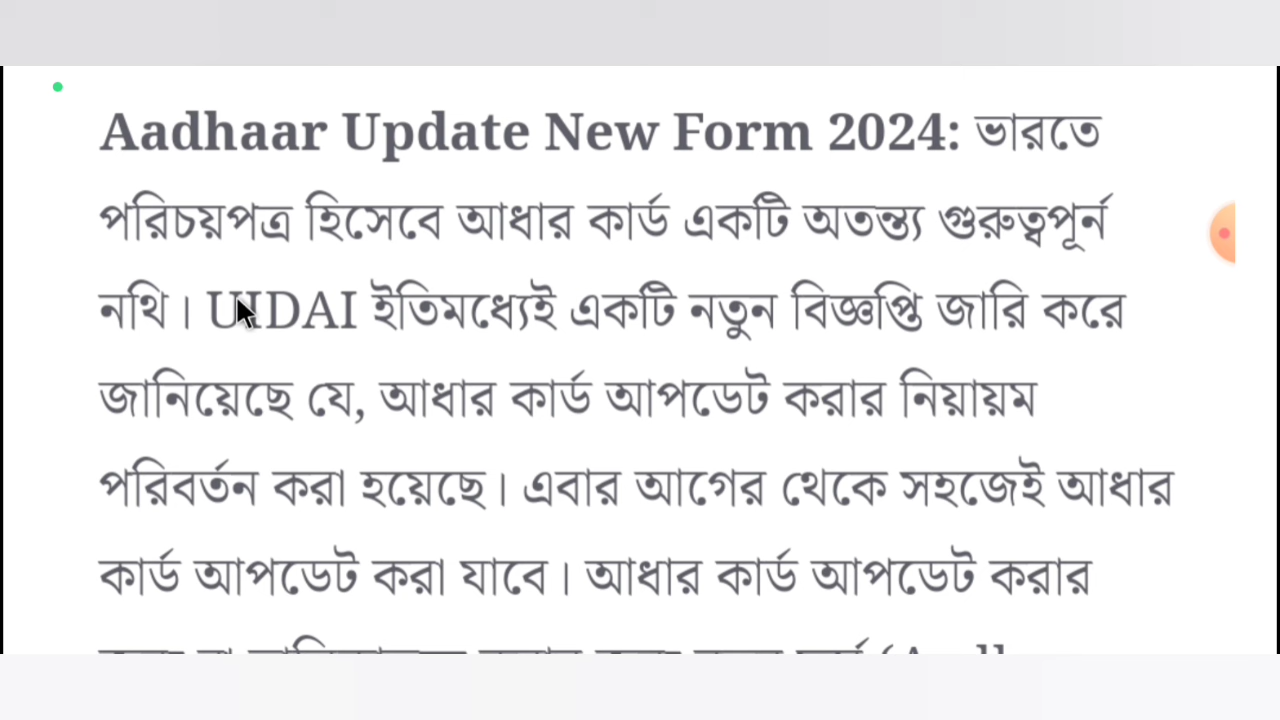 Aadhaar Update New Form 2024: ভারতে
পরিচয়পত্র হিসেবে আধার কার্ড একটি অতন্ত্য গুরুত্বপূর্ন
নথি। UIDAI ইতিমধ্যেই একটি নতুন বিজ্ঞপ্তি জারি করে
জানিয়েছে যে, আধার কার্ড আপডেট করার নিয়ায়ম
পরিবর্তন করা হয়েছে। এবার আগের থেকে সহজেই আধার
কার্ড আপডেট করা যাবে। আধার কার্ড আপডেট করার